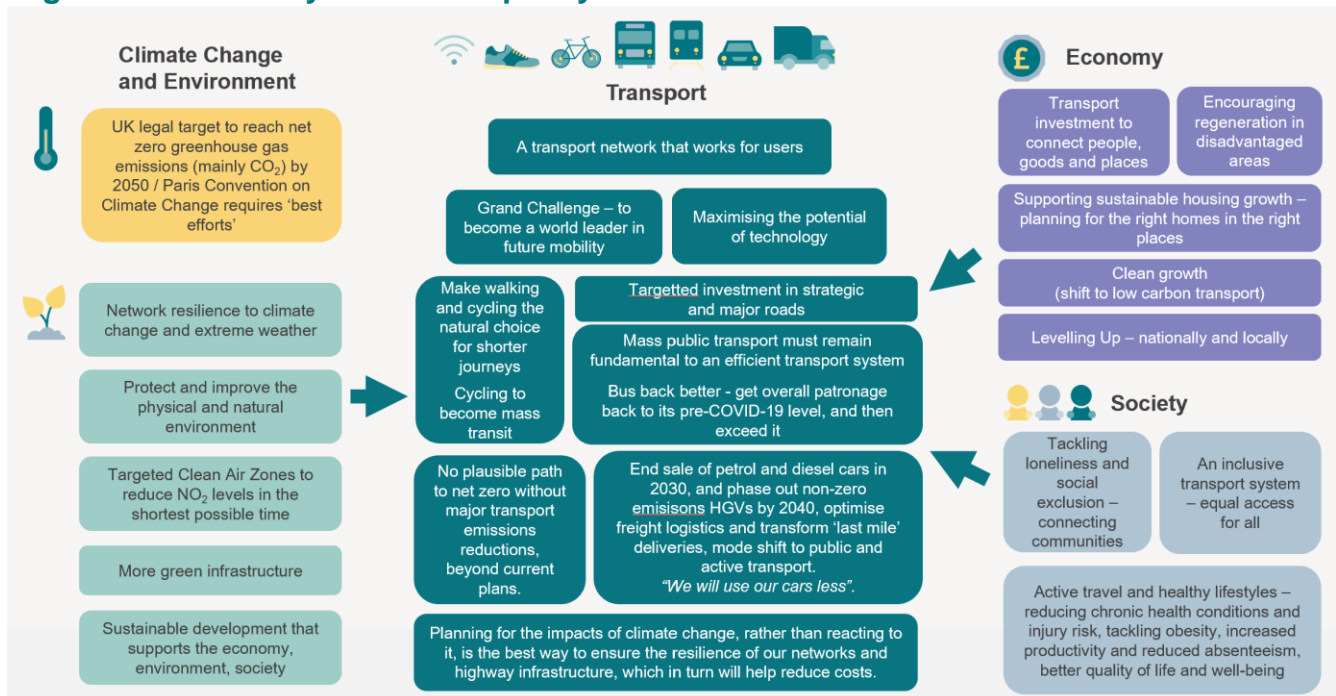 Climate Change
and Environment
UK legal target to reach net
zero greenhouse gas
emissions (mainly CO₂) by
2050 / Paris Convention on
Climate Change requires ‘best
efforts’
Network resilience to climate
change and extreme weather
Protect and improve the
physical and natural
environment
Targeted Clean Air Zones to
reduce NO₂ levels in the
shortest possible time
More green infrastructure
Sustainable development that
supports the economy,
environment, society
Transport
A transport network that works for users
Grand Challenge – to
become a world leader in
future mobility
Maximising the potential
of technology
Make walking
and cycling the
natural choice
for shorter
journeys
Cycling to
become mass
transit
Targetted investment in strategic
and major roads
Mass public transport must remain
fundamental to an efficient transport system
Bus back better - get overall patronage
back to its pre-COVID-19 level, and then
exceed it
No plausible path
to net zero without
major transport
emissions
reductions,
beyond current
plans.
End sale of petrol and diesel cars in
2030, and phase out non-zero
emisisons HGVs by 2040, optimise
freight logistics and transform ‘last mile’
deliveries, mode shift to public and
active transport.
“We will use our cars less”.
Planning for the impacts of climate change, rather than reacting to
it, is the best way to ensure the resilience of our networks and
highway infrastructure, which in turn will help reduce costs.
£
Economy
Transport
investment to
connect people,
goods and places
Encouraging
regeneration in
disadvantaged
areas
Supporting sustainable housing growth –
planning for the right homes in the right
places
Clean growth
(shift to low carbon transport)
Levelling Up – nationally and locally
Society
Tackling
loneliness and
social
exclusion –
connecting
communities
An inclusive
transport system
– equal access
for all
Active travel and healthy lifestyles –
reducing chronic health conditions and
injury risk, tackling obesity, increased
productivity and reduced absenteeism,
better quality of life and well-being